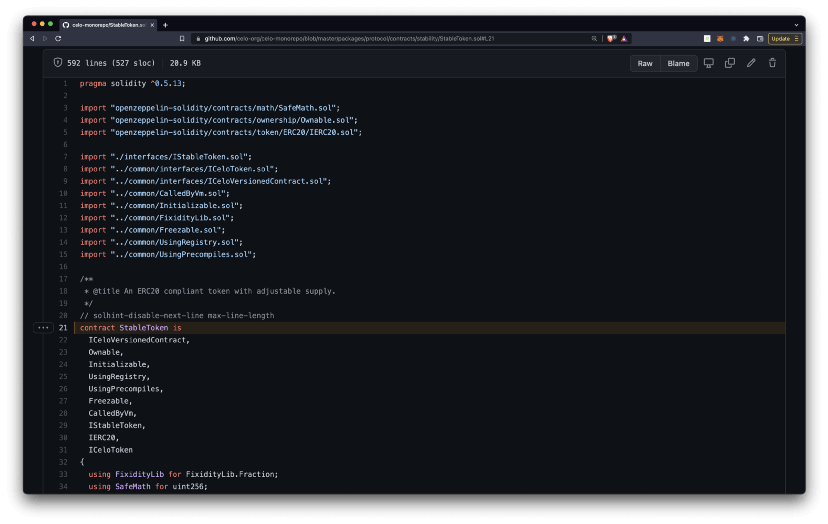 celo-monorepo/StableToken.so
github.com/celo-org/celo-monorepo/blob/master/packages/protocol/contracts/stability/StableToken.sol#L21
Update
592 lines (527 sloc) 20.9 KB
Raw Blame
1 pragma solidity ^0.5.13;
2
3 import "openzeppelin-solidity/contracts/math/SafeMath.sol";
4 import "openzeppelin-solidity/contracts/ownership/Ownable.sol";
5 import "openzeppelin-solidity/contracts/token/ERC20/IERC20.sol";
6
7 import "./interfaces/IStableToken.sol";
8 import "../common/interfaces/ICeloToken.sol";
9 import "../common/interfaces/ICeloVersionedContract.sol";
10 import "../common/CalledByVm.sol";
11 import "../common/Initializable.sol";
12 import "../common/FixidityLib.sol";
13 import "../common/Freezable.sol";
14 import "../common/UsingRegistry.sol";
15 import "../common/UsingPrecompiles.sol";
16
17 /**
18 * @title An ERC20 compliant token with adjustable supply.
19 */
20 // solhint-disable-next-line max-line-length
21 contract StableToken is
22 ICeloVersionedContract,
23 Ownable,
24 Initializable,
25 UsingRegistry,
26 UsingPrecompiles,
27 Freezable,
28 CalledByVm,
29 IStableToken,
30 IERC20,
31 ICeloToken
32 {
33 using FixidityLib for FixidityLib.Fraction;
34 using SafeMath for uint256;